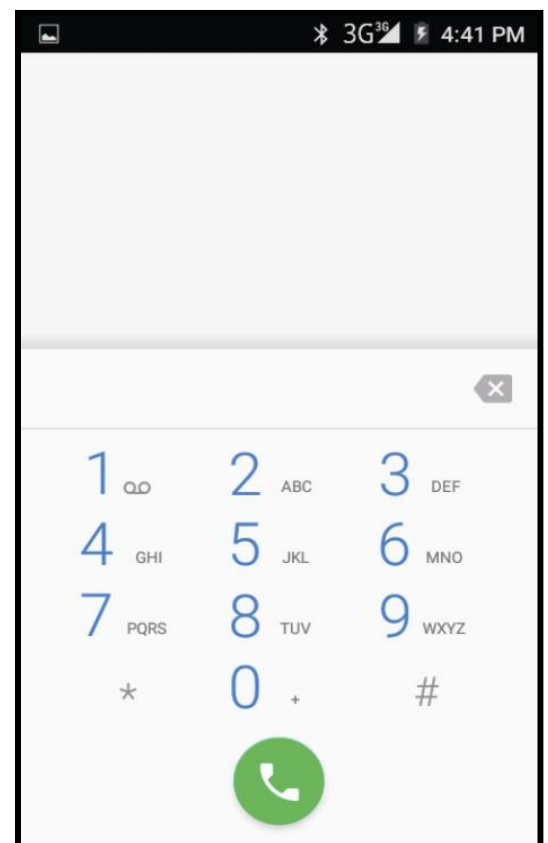 3G 3G 4:41 PM
1
2 ABC
3 DEF
4 GHI
5 JKL
6 MNO
7 PQRS
8 TUV
9 WXYZ
*
0 +
#